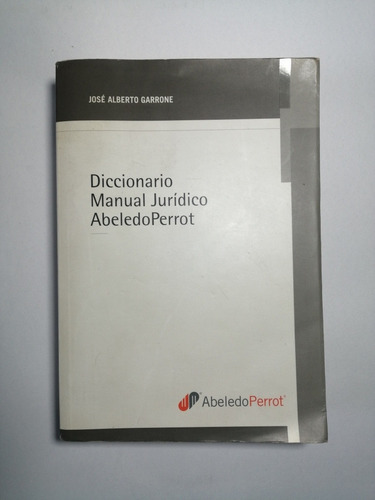 JOSÉ ALBERTO GARRONE
Diccionario
Manual Jurídico
AbeledoPerrot
AbeledoPerrot®